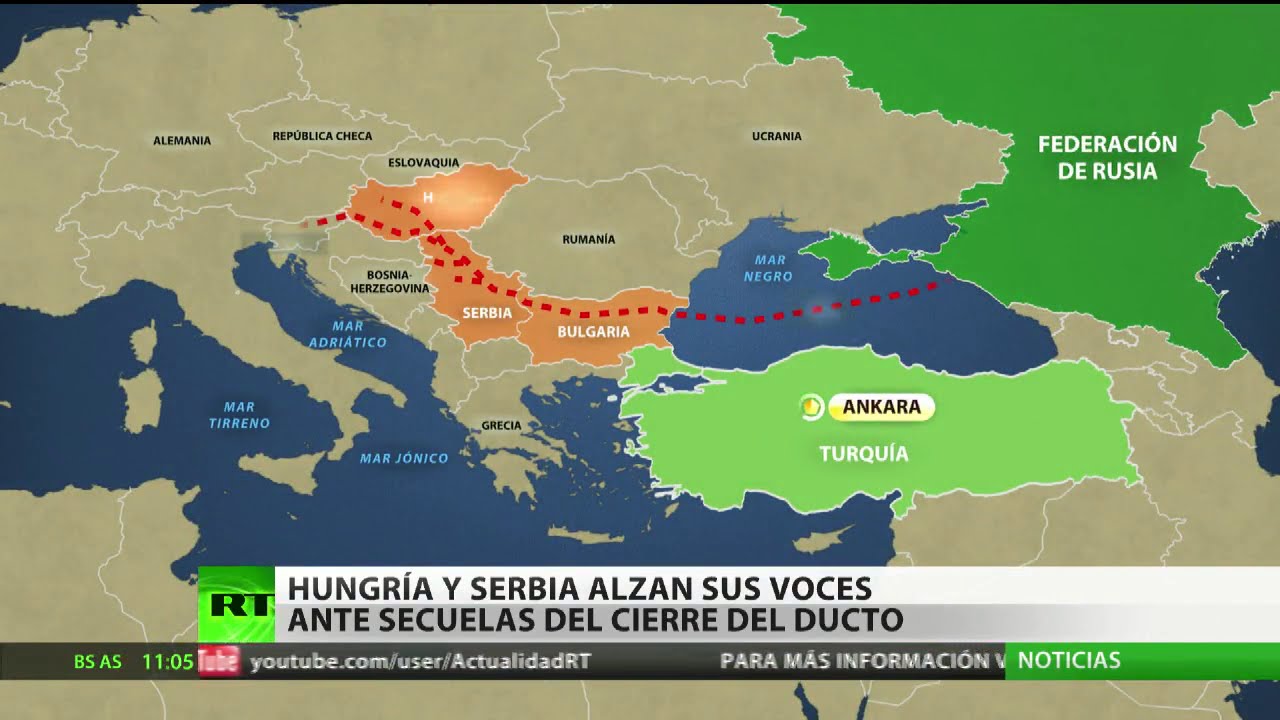 ALEMANIA
REPÚBLICA CHECA
ESLOVAQUIA
UCRANIA
FEDERACIÓN
DE RUSIA
H
RUMANÍA
MAR
NEGRO
BOSNIA-
HERZEGOVINA
SERBIA
BULGARIA
MAR
ADRIÁTICO
MAR
TIRRENO
GRECIA
MAR JÓNICO
ANKARA
TURQUÍA
RT
HUNGRÍA Y SERBIA ALZAN SUS VOCES
ANTE SECUELAS DEL CIERRE DEL DUCTO
BS AS 11:05 Tube youtube.com/user/ActualidadRT PARA MÁS INFORMACIÓN V NOTICIAS